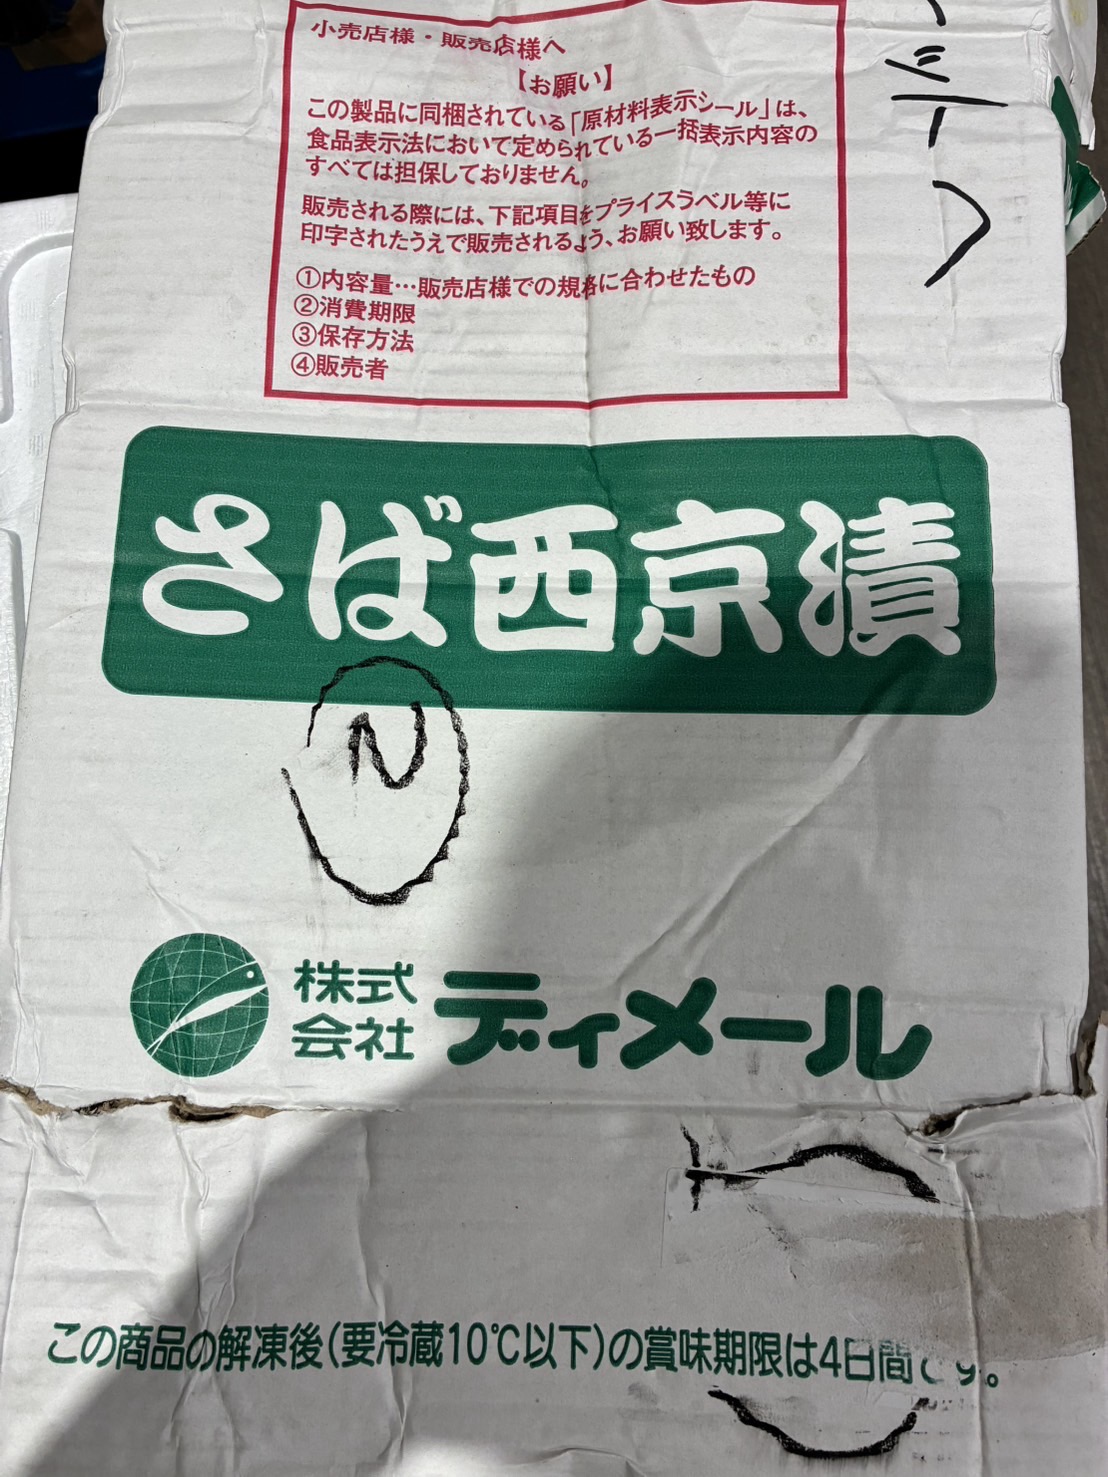 小売店様・販売店様へ
【お願い】
この製品に同梱されている「原材料表示シール」は、
食品表示法において定められている一括表示内容の
すべては担保しておりません。
販売される際には、下記項目をプライスラベル等に
印字されたうえで販売されるよう、お願い致します。
①内容量…販売店様での規格に合わせたもの
②消費期限
③保存方法
④販売者
さば西京漬
株式
会社
ディメール
この商品の解凍後(要冷蔵10℃以下)の賞味期限は4日間です。